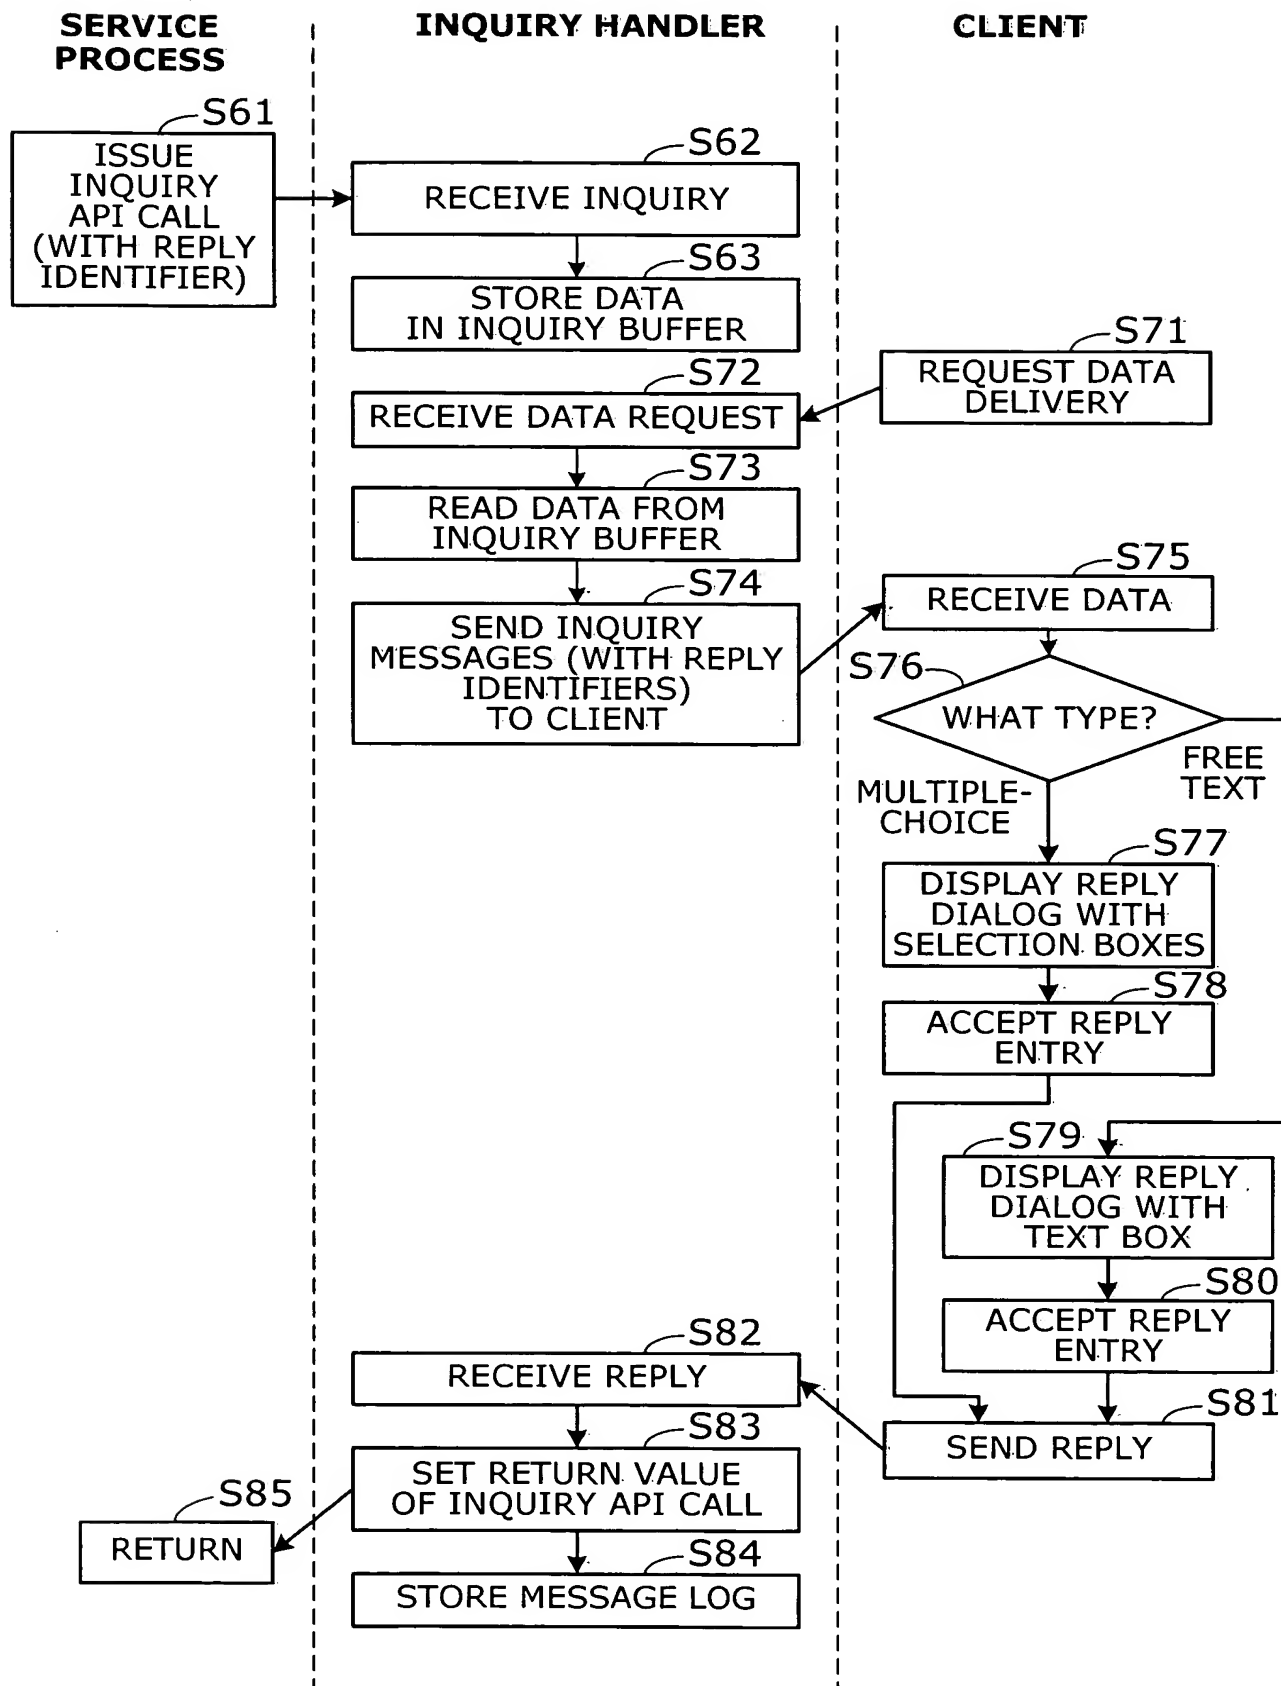 SERVICE
PROCESS
INQUIRY HANDLER
CLIENT
S61
ISSUE
INQUIRY
API CALL
(WITH REPLY
IDENTIFIER)
S62
RECEIVE INQUIRY
S63
STORE DATA
IN INQUIRY BUFFER
S71
REQUEST DATA
DELIVERY
S72
RECEIVE DATA REQUEST
S73
READ DATA FROM
INQUIRY BUFFER
S74
SEND INQUIRY
MESSAGES (WITH REPLY
IDENTIFIERS)
TO CLIENT
S75
RECEIVE DATA
S76
WHAT TYPE?
FREE
TEXT
MULTIPLE-
CHOICE
S77
DISPLAY REPLY
DIALOG WITH
SELECTION BOXES
S78
ACCEPT REPLY
ENTRY
S79
DISPLAY REPLY
DIALOG WITH
TEXT BOX
S80
ACCEPT REPLY
ENTRY
S81
SEND REPLY
S82
RECEIVE REPLY
S83
SET RETURN VALUE
OF INQUIRY API CALL
S85
RETURN
S84
STORE MESSAGE LOG